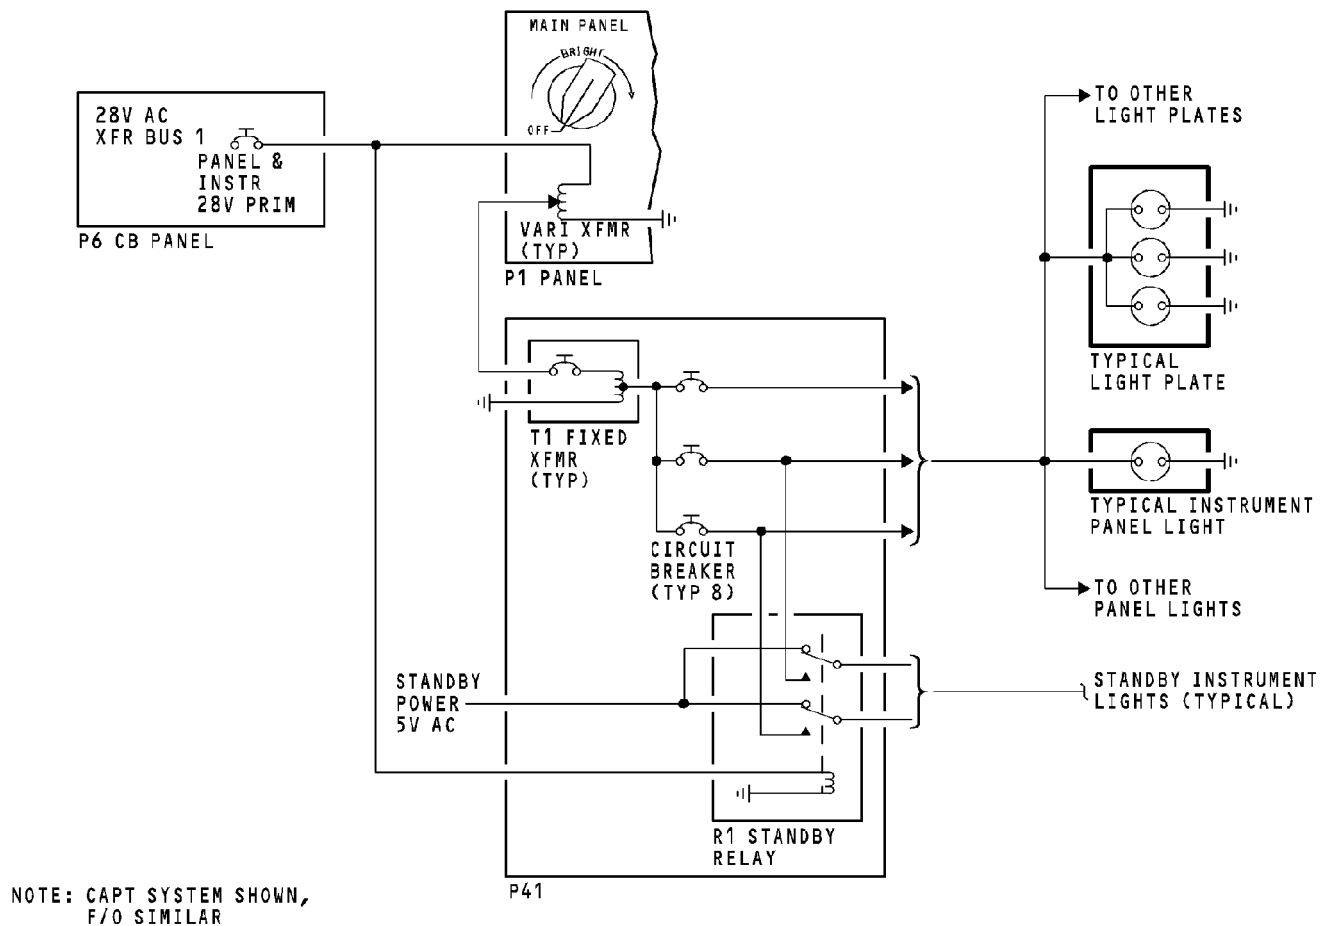 MAIN PANEL
BRIGHT
OFF
28V AC
XFR BUS 1
PANEL &
INSTR
28V PRIM
P6 CB PANEL
VARI XFMR
(TYP)
P1 PANEL
TO OTHER
LIGHT PLATES
TYPICAL
LIGHT PLATE
T1 FIXED
XFMR
(TYP)
CIRCUIT
BREAKER
(TYP 8)
TYPICAL INSTRUMENT
PANEL LIGHT
TO OTHER
PANEL LIGHTS
STANDBY
POWER
5V AC
STANDBY INSTRUMENT
LIGHTS (TYPICAL)
R1 STANDBY
RELAY
P41
NOTE: CAPT SYSTEM SHOWN,
F/O SIMILAR